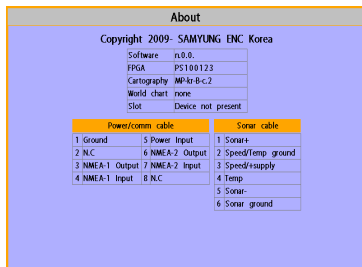 About
Copyright 2009- SAMYUNG ENC Korea
Software n.0.0.
FPGA PS100123
Cartography MP-kr-B-c.2
World chart none
Slot Device not present
Power/comm cable
1 Ground 5 Power Input
2 N.C 6 NMEA-2 Output
3 NMEA-1 Output 7 NMEA-2 Input
4 NMEA-1 Input 8 N.C
Sonar cable
1 Sonar+
2 Speed/Temp ground
3 Speed/+supply
4 Temp
5 Sonar-
6 Sonar ground